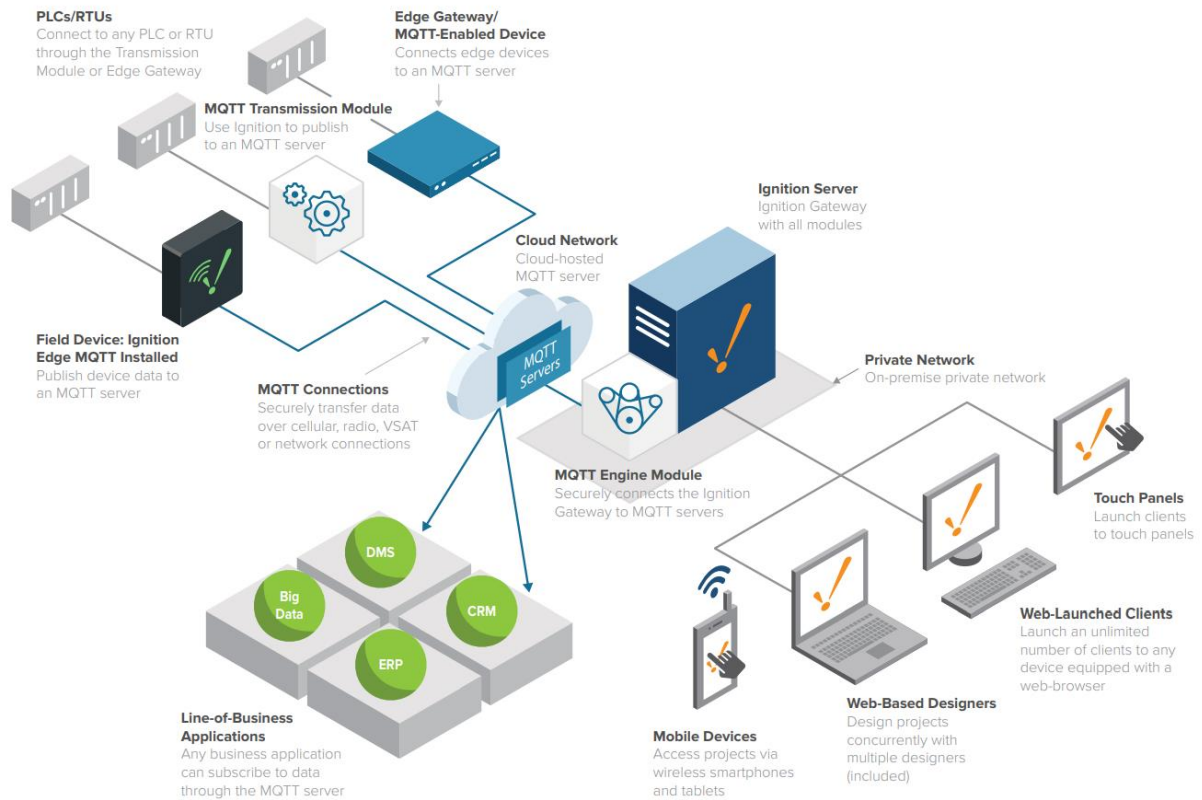 PLCs/RTUs
Connect to any PLC or RTU
through the Transmission
Module or Edge Gateway
Edge Gateway/
MQTT-Enabled Device
Connects edge devices
to an MQTT server
MQTT Transmission Module
Use Ignition to publish
to an MQTT server
Ignition Server
Ignition Gateway
with all modules
Cloud Network
Cloud-hosted
MQTT server
Field Device: Ignition
Edge MQTT Installed
Publish device data to
an MQTT server
MQTT
Servers
Private Network
On-premise private network
MQTT Connections
Securely transfer data
over cellular, radio, VSAT
or network connections
MQTT Engine Module
Securely connects the Ignition
Gateway to MQTT servers
Touch Panels
Launch clients
to touch panels
DMS
Big
Data
CRM
ERP
Web-Launched Clients
Launch an unlimited
number of clients to any
device equipped with a
web-browser
Line-of-Business
Applications
Any business application
can subscribe to data
through the MQTT server
Mobile Devices
Access projects via
wireless smartphones
and tablets
Web-Based Designers
Design projects
concurrently with
multiple designers
(included)